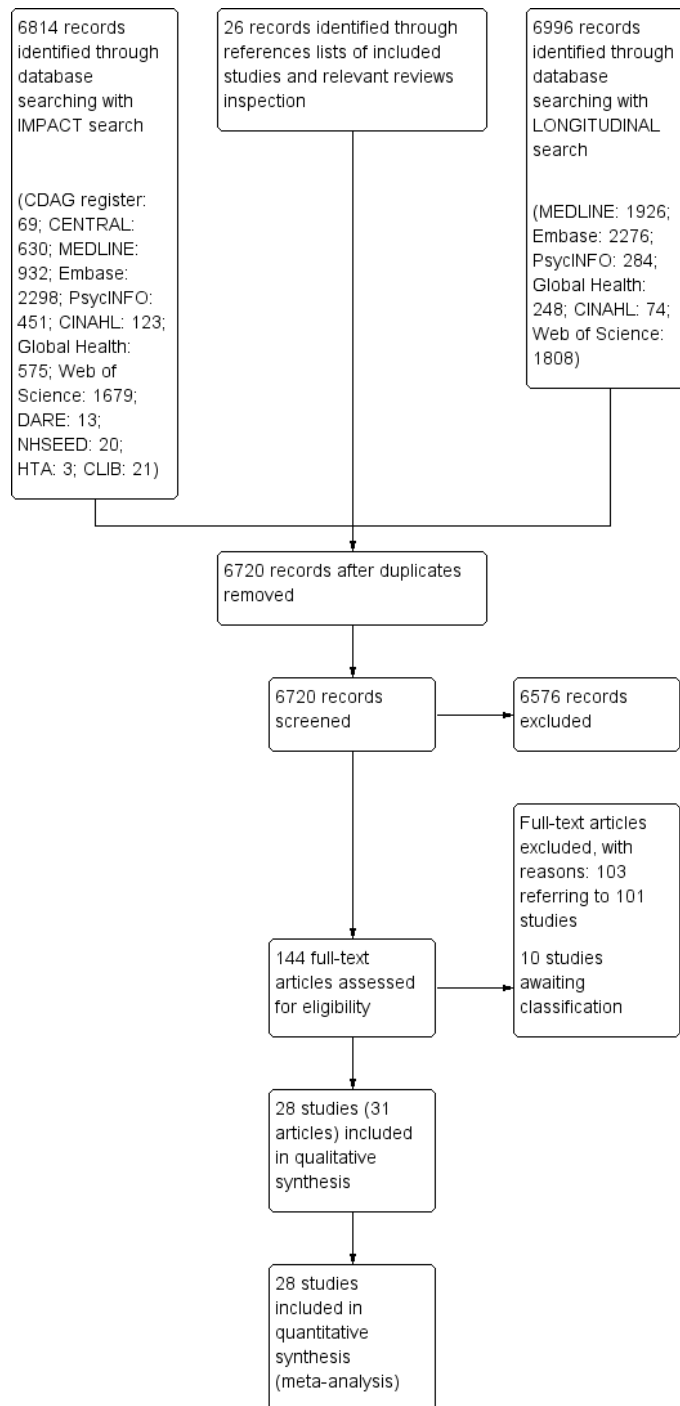 6814 records
identified through
database
searching with
IMPACT search
(CDAG register:
69; CENTRAL:
630; MEDLINE:
932; Embase:
2298; PsycINFO:
451; CINAHL: 123;
Global Health:
575; Web of
Science: 1679;
DARE: 13;
NHSEED: 20;
HTA: 3; CLIB: 21)
26 records identified through
references lists of included
studies and relevant reviews
inspection
6996 records
identified through
database
searching with
LONGITUDINAL
search
(MEDLINE: 1926;
Embase: 2276;
PsycINFO: 284;
Global Health:
248; CINAHL: 74;
Web of Science:
1808)
6720 records after duplicates
removed
6720 records
screened
6576 records
excluded
Full-text articles
excluded, with
reasons: 103
referring to 101
studies
10 studies
awaiting
classification
144 full-text
articles assessed
for eligibility
28 studies (31
articles) included
in qualitative
synthesis
28 studies
included in
quantitative
synthesis
(meta-analysis)